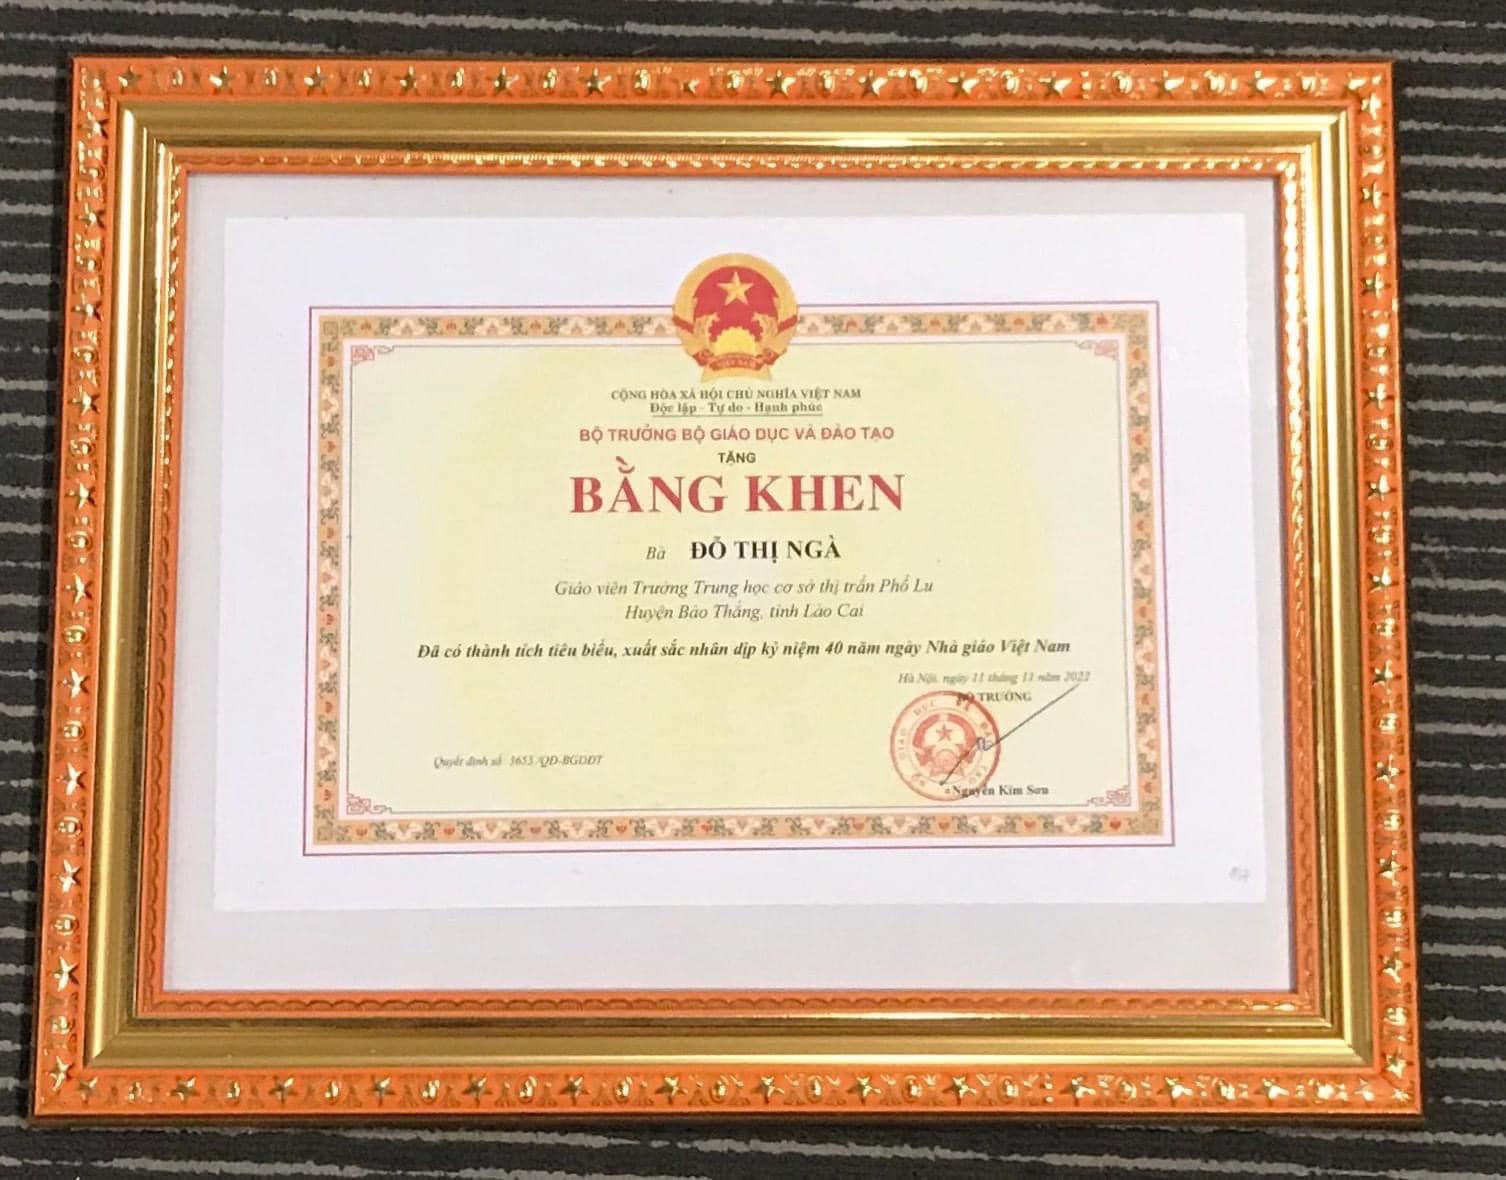 CỘNG HÒA XÃ HỘI CHỦ NGHĨA VIỆT NAM
Độc lập - Tự do - Hạnh phúc
BỘ TRƯỞNG BỘ GIÁO DỤC VÀ ĐÀO TẠO
TẶNG
BẰNG KHEN
Bà ĐỖ THỊ NGÀ
Giáo viên Trường Trung học cơ sở thị trấn Phố Lu
Huyện Bảo Thắng, tỉnh Lào Cai
Đã có thành tích tiêu biểu, xuất sắc nhân dịp kỷ niệm 40 năm ngày Nhà giáo Việt Nam
Hà Nội, ngày 11 tháng 11 năm 2022
BỘ TRƯỞNG
Quyết định số 3653/QĐ-BGDĐT
Nguyễn Kim Sơn